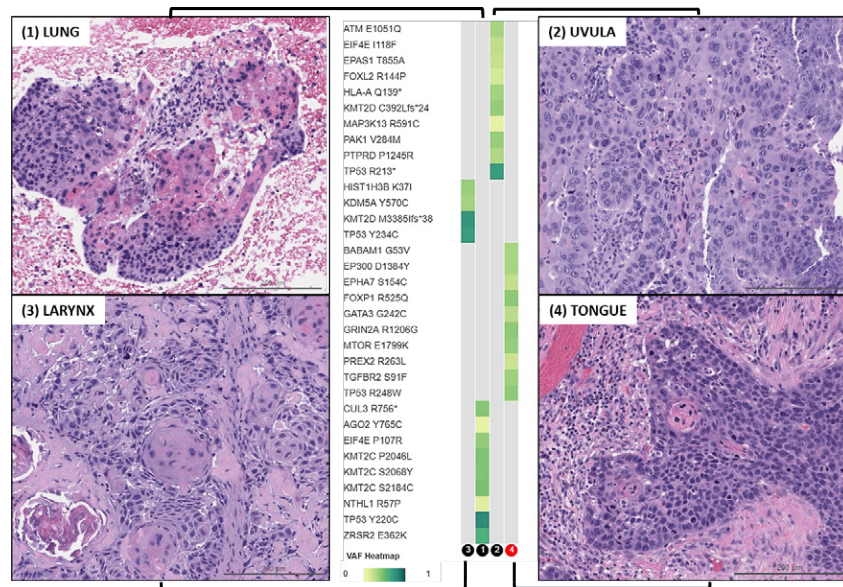 (1) LUNG
(2) UVULA
ATM E1051Q
EIF4E I118F
EPAS1 T855A
FOXL2 R144P
HLA-A Q139*
KMT2D C392Lfs*24
MAP3K13 R591C
PAK1 V284M
PTPRD P1245R
TP53 R213*
HIST1H3B K37I
KDM5A Y570C
KMT2D M3385Ifs*38
TP53 Y234C
BABAM1 G53V
EP300 D1384Y
EPHA7 S154C
FOXP1 R525Q
GATA3 G242C
GRIN2A R1206G
MTOR E1799K
PREX2 R263L
TGFBR2 S91F
TP53 R248W
CUL3 R756*
AGO2 Y765C
EIF4E P107R
KMT2C P2046L
KMT2C S2068Y
KMT2C S2184C
NTHL1 R57P
TP53 Y220C
ZRSR2 E362K
3 1 2 4
VAF Heatmap
0 1
(3) LARYNX
(4) TONGUE
200 µm